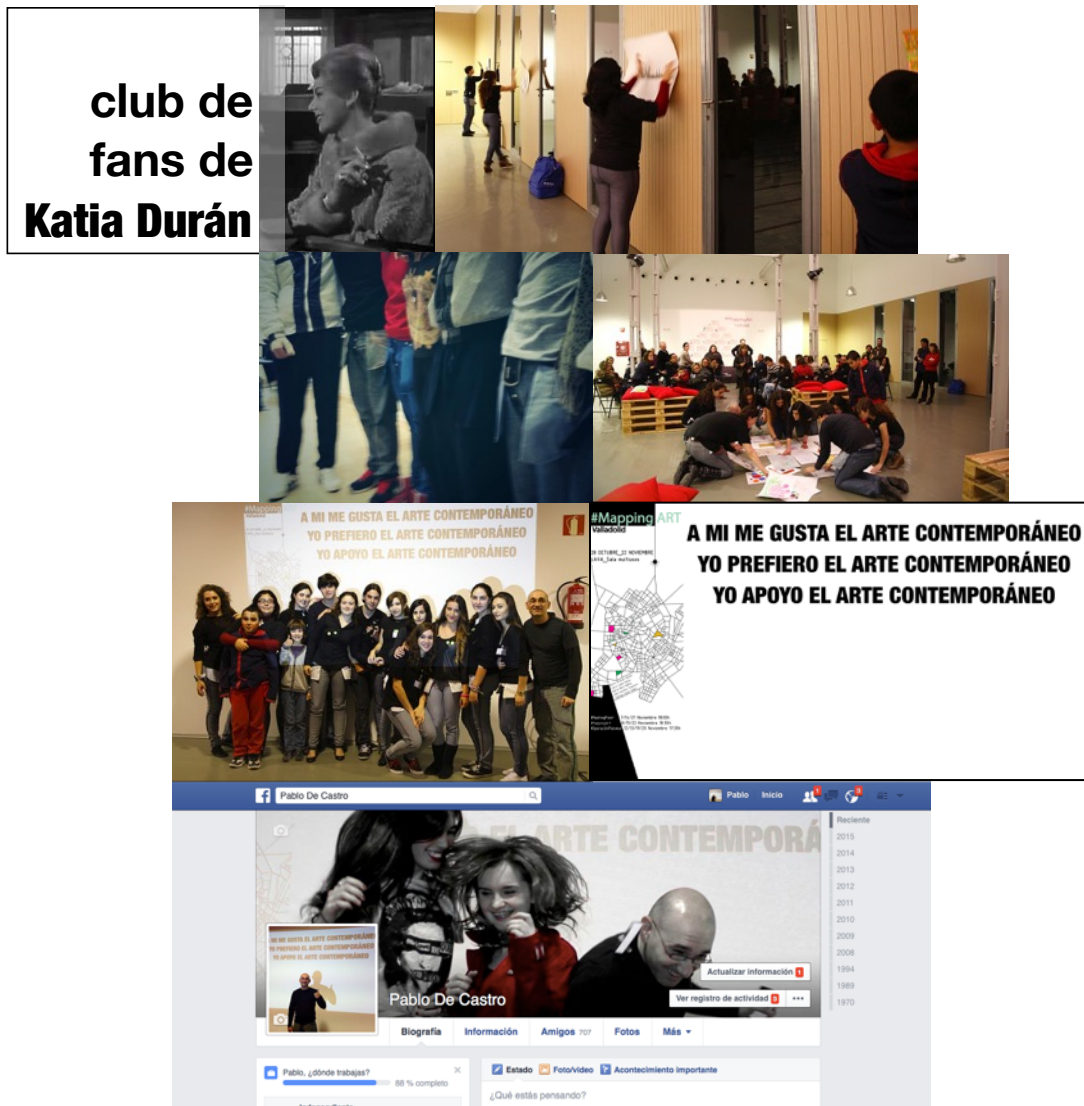 club de
fans de
Katia Durán
#Mapping
A MI ME GUSTA EL ARTE CONTEMPORÁNEO
YO PREFIERO EL ARTE CONTEMPORÁNEO
YO APOYO EL ARTE CONTEMPORÁNEO
#Mapping ART
Valladolid
A MI ME GUSTA EL ARTE CONTEMPORÁNEO
YO PREFIERO EL ARTE CONTEMPORÁNEO
YO APOYO EL ARTE CONTEMPORÁNEO
Pablo De Castro
Pablo Inicio 1 3
EL ARTE CONTEMPORÁ
Reciente
2015
2014
2013
2012
2011
2010
2009
2008
1994
1989
1970
A MI ME GUSTA EL ARTE CONTEMPORÁNEO
YO PREFIERO EL ARTE CONTEMPORÁNEO
YO APOYO EL ARTE CONTEMPORÁNEO
Actualizar información 1
Pablo De Castro
Ver registro de actividad 3
Biografía Información Amigos 707 Fotos Más
Pablo, ¿dónde trabajas?
88 % completo
Independiente
Estado Foto/video Acontecimiento importante
¿Qué estás pensando?